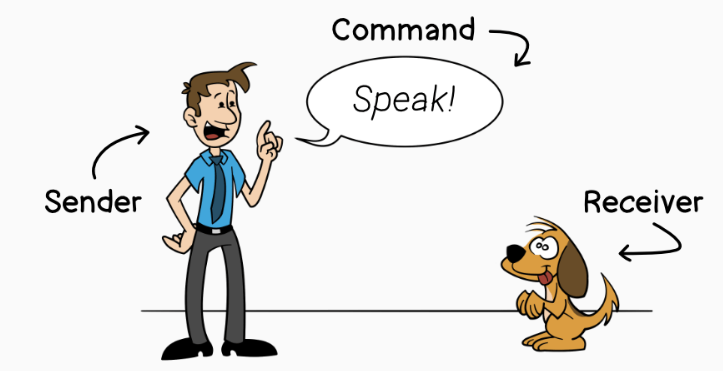 Command
Speak!
Sender
Receiver